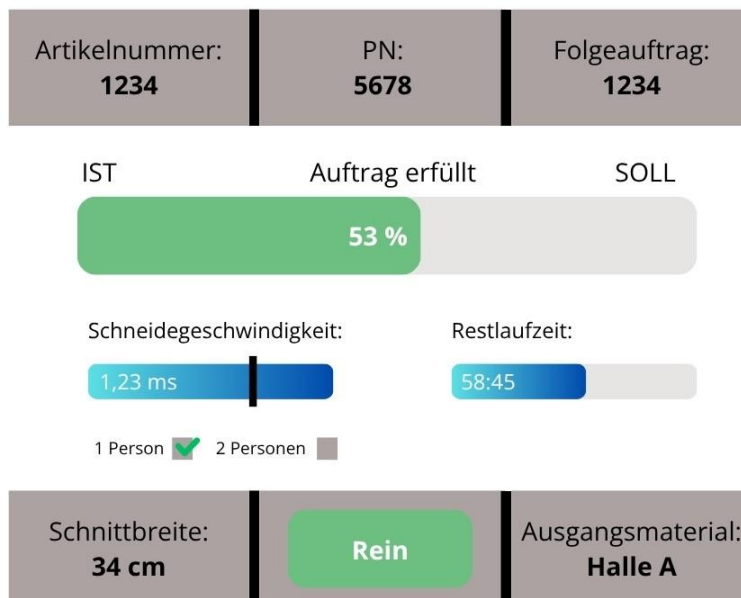 Artikelnummer:
1234
PN:
5678
Folgeauftrag:
1234
IST
Auftrag erfüllt
SOLL
53 %
Schneidegeschwindigkeit:
1,23 ms
Restlaufzeit:
58:45
1 Person
2 Personen
Schnittbreite:
34 cm
Rein
Ausgangsmaterial:
Halle A